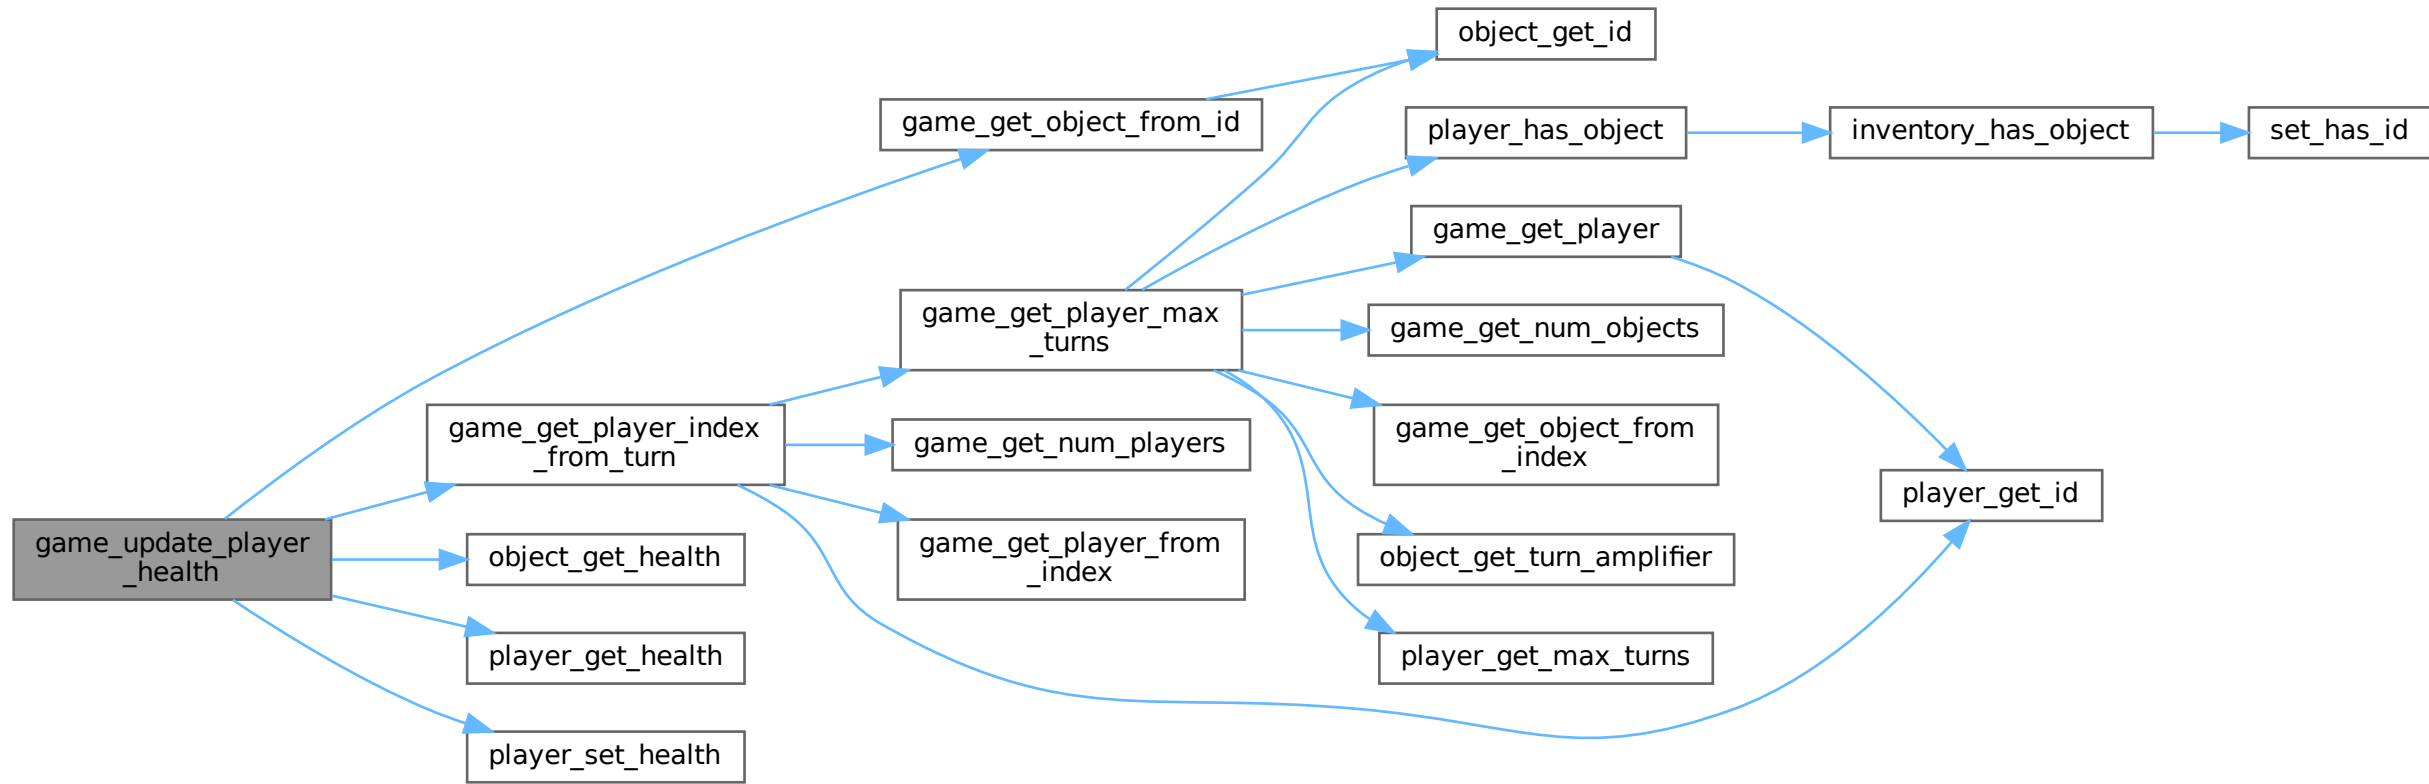 object_get_id
game_get_object_from_id
player_has_object
inventory_has_object
set_has_id
game_get_player
game_get_player_max
_turns
game_get_num_objects
game_get_player_index
_from_turn
game_get_num_players
game_get_object_from
_index
player_get_id
game_update_player
_health
object_get_health
game_get_player_from
_index
object_get_turn_amplifier
player_get_health
player_get_max_turns
player_set_health